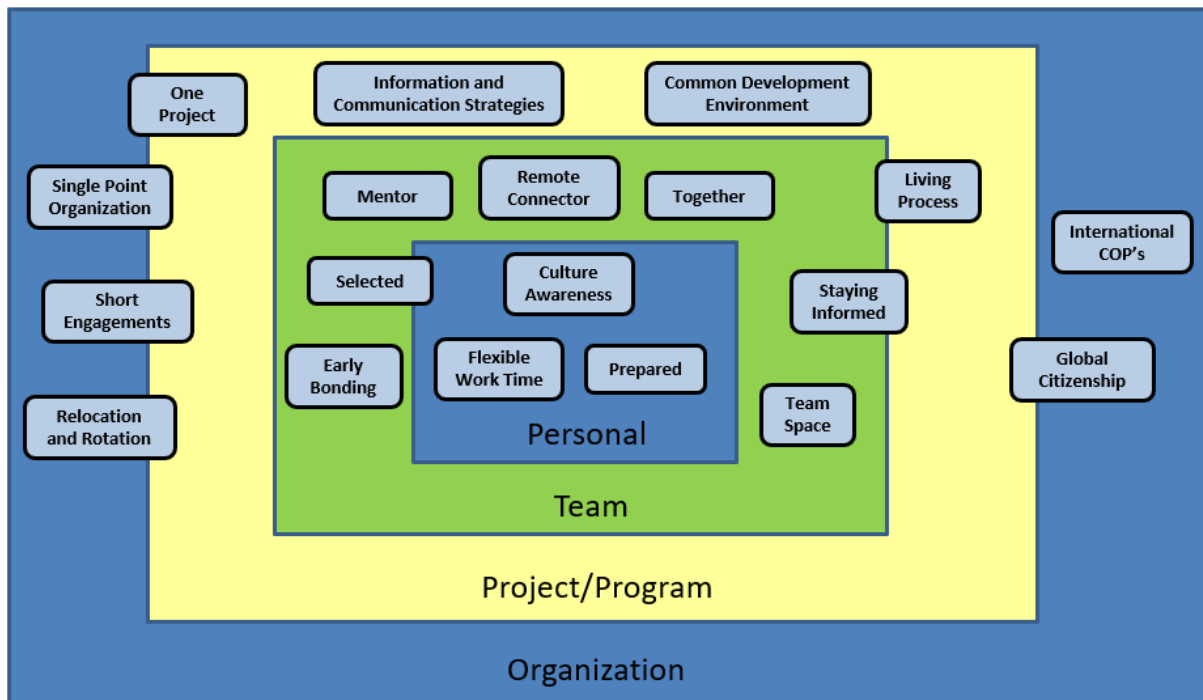 One
Project
Information and
Communication Strategies
Common Development
Environment
Single Point
Organization
Mentor
Remote
Connector
Together
Living
Process
International
COP's
Selected
Culture
Awareness
Staying
Informed
Short
Engagements
Early
Bonding
Flexible
Work Time
Prepared
Global
Citizenship
Relocation
and Rotation
Team
Space
Personal
Team
Project/Program
Organization